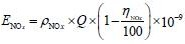 E_NOx = ρ_NOx × Q × (1 − η_NOx/100) × 10^-9